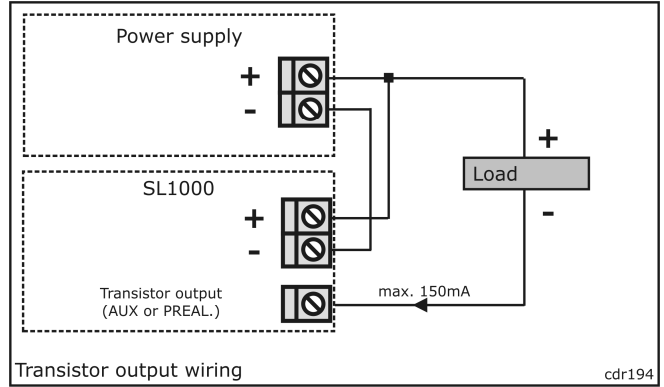 Power supply
+
-
+
Load
-
SL1000
+
-
Transistor output
(AUX or PREAL.)
max. 150mA
Transistor output wiring
cdr194